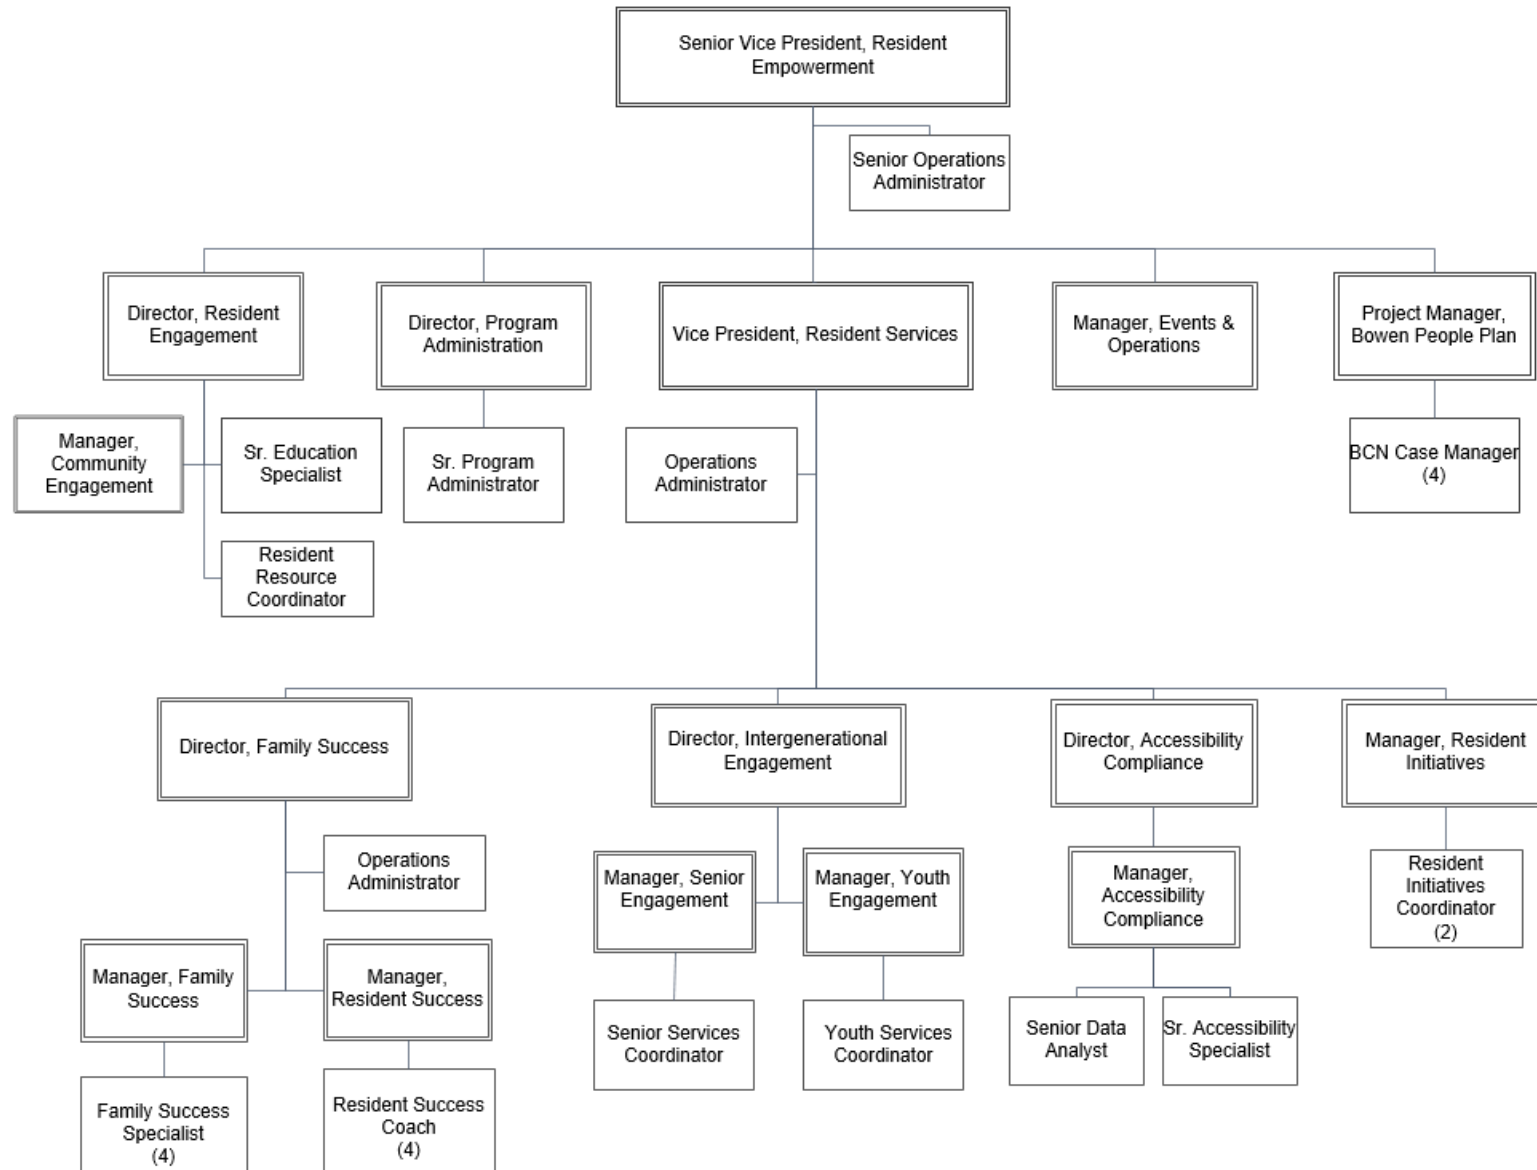 Senior Vice President, Resident
Empowerment
Senior Operations
Administrator
Director, Resident
Engagement
Director, Program
Administration
Vice President, Resident Services
Manager, Events &
Operations
Project Manager,
Bowen People Plan
Manager,
Community
Engagement
Sr. Education
Specialist
Sr. Program
Administrator
Operations
Administrator
BCN Case Manager
(4)
Resident
Resource
Coordinator
Director, Family Success
Director, Intergenerational
Engagement
Director, Accessibility
Compliance
Manager, Resident
Initiatives
Operations
Administrator
Manager, Senior
Engagement
Manager, Youth
Engagement
Manager,
Accessibility
Compliance
Resident
Initiatives
Coordinator
(2)
Manager, Family
Success
Manager,
Resident Success
Senior Services
Coordinator
Youth Services
Coordinator
Senior Data
Analyst
Sr. Accessibility
Specialist
Family Success
Specialist
(4)
Resident Success
Coach
(4)